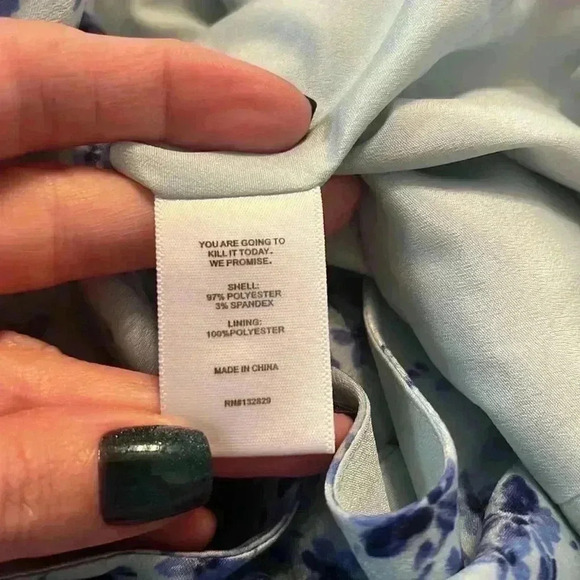 YOU ARE GOING TO
KILL IT TODAY.
WE PROMISE.
SHELL:
97% POLYESTER
3% SPANDEX
LINING:
100%POLYESTER
MADE IN CHINA
RN#132829